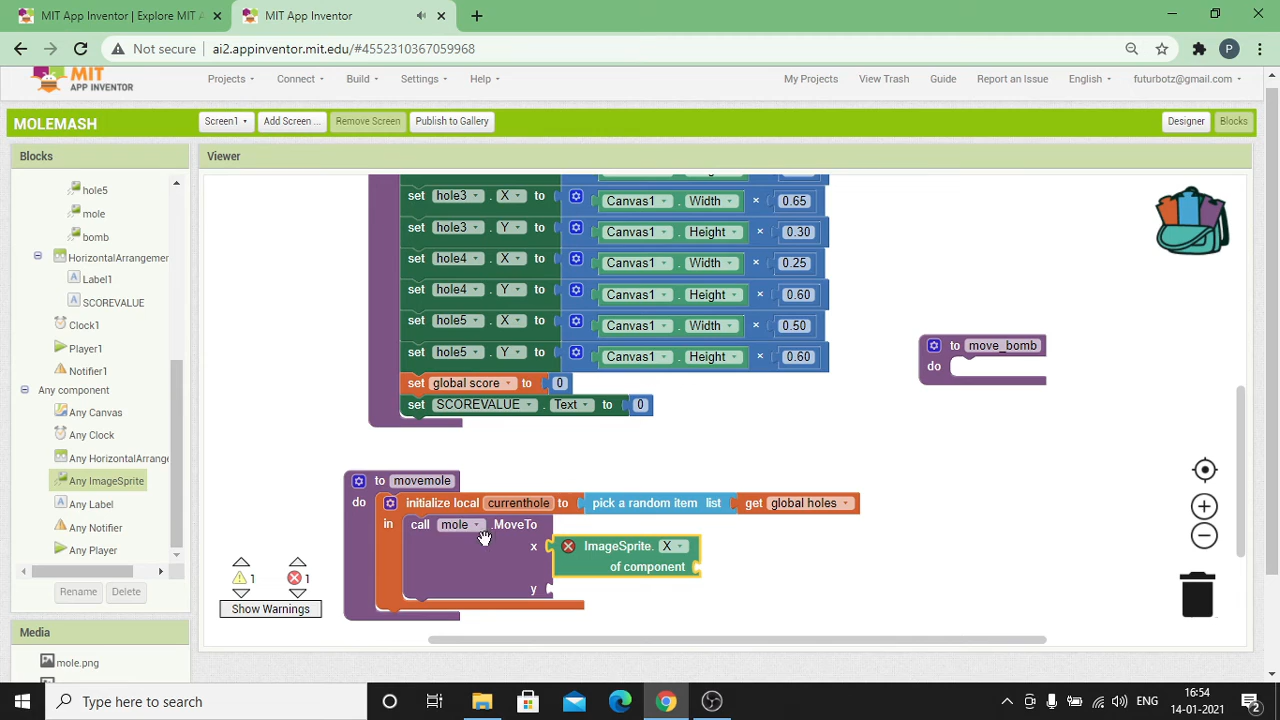 MIT App Inventor | Explore MIT A
MIT App Inventor
Not secure | ai2.appinventor.mit.edu/#4552310367059968
P
MIT
APP INVENTOR
Projects Connect Build Settings Help My Projects View Trash Guide Report an Issue English futurbotz@gmail.com
MOLEMASH Screen1 Add Screen ... Remove Screen Publish to Gallery Designer Blocks
Blocks
Viewer
hole5
mole
bomb
HorizontalArrangemen
Label1
SCOREVALUE
Clock1
Player1
Notifier1
Any component
Any Canvas
Any Clock
Any HorizontalArrange
Any ImageSprite
Any Label
Any Notifier
Any Player
Rename Delete
Media
mole.png
set hole3 . X to Canvas1 . Width × 0.65
set hole3 . Y to Canvas1 . Height × 0.30
set hole4 . X to Canvas1 . Width × 0.25
set hole4 . Y to Canvas1 . Height × 0.60
set hole5 . X to Canvas1 . Width × 0.50
set hole5 . Y to Canvas1 . Height × 0.60
set global score to 0
set SCOREVALUE . Text to 0
to move_bomb
do
to movemole
do initialize local currenthole to pick a random item list get global holes
in call mole .MoveTo
x ImageSprite. X
of component
y
1 1
Show Warnings
Type here to search
ENG
16:54
14-01-2021
2